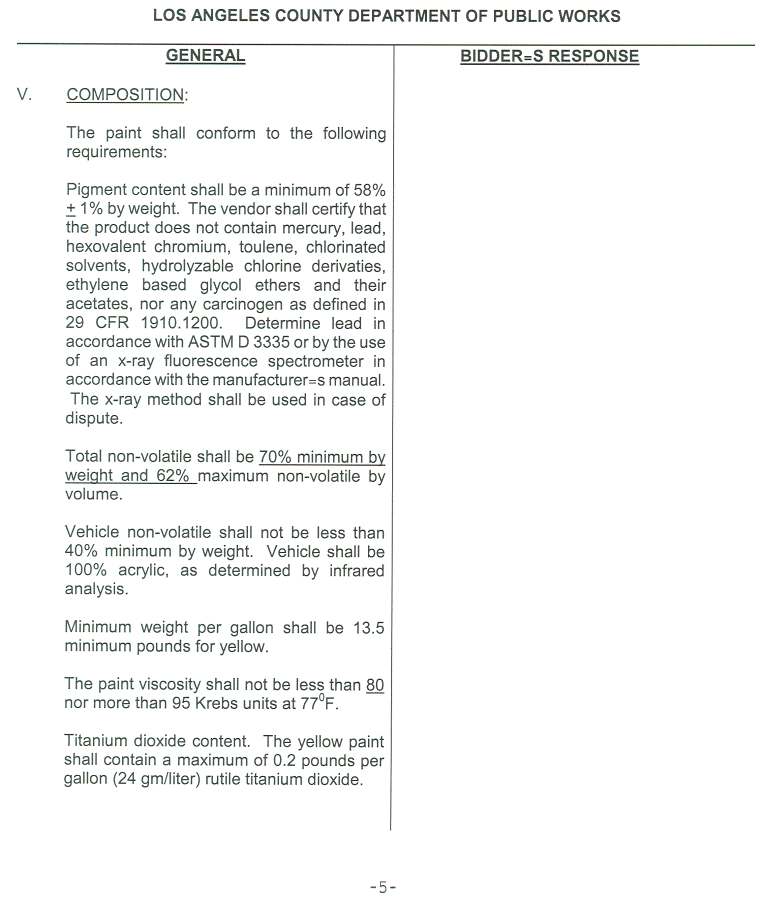 LOS ANGELES COUNTY DEPARTMENT OF PUBLIC WORKS
GENERAL
BIDDER=S RESPONSE
V. COMPOSITION:
The paint shall conform to the following
requirements:
Pigment content shall be a minimum of 58%
± 1% by weight. The vendor shall certify that
the product does not contain mercury, lead,
hexovalent chromium, toulene, chlorinated
solvents, hydrolyzable chlorine derivaties,
ethylene based glycol ethers and their
acetates, nor any carcinogen as defined in
29 CFR 1910.1200. Determine lead in
accordance with ASTM D 3335 or by the use
of an x-ray fluorescence spectrometer in
accordance with the manufacturer=s manual.
The x-ray method shall be used in case of
dispute.
Total non-volatile shall be 70% minimum by
weight and 62% maximum non-volatile by
volume.
Vehicle non-volatile shall not be less than
40% minimum by weight. Vehicle shall be
100% acrylic, as determined by infrared
analysis.
Minimum weight per gallon shall be 13.5
minimum pounds for yellow.
The paint viscosity shall not be less than 80
nor more than 95 Krebs units at 77⁰F.
Titanium dioxide content. The yellow paint
shall contain a maximum of 0.2 pounds per
gallon (24 gm/liter) rutile titanium dioxide.
-5-